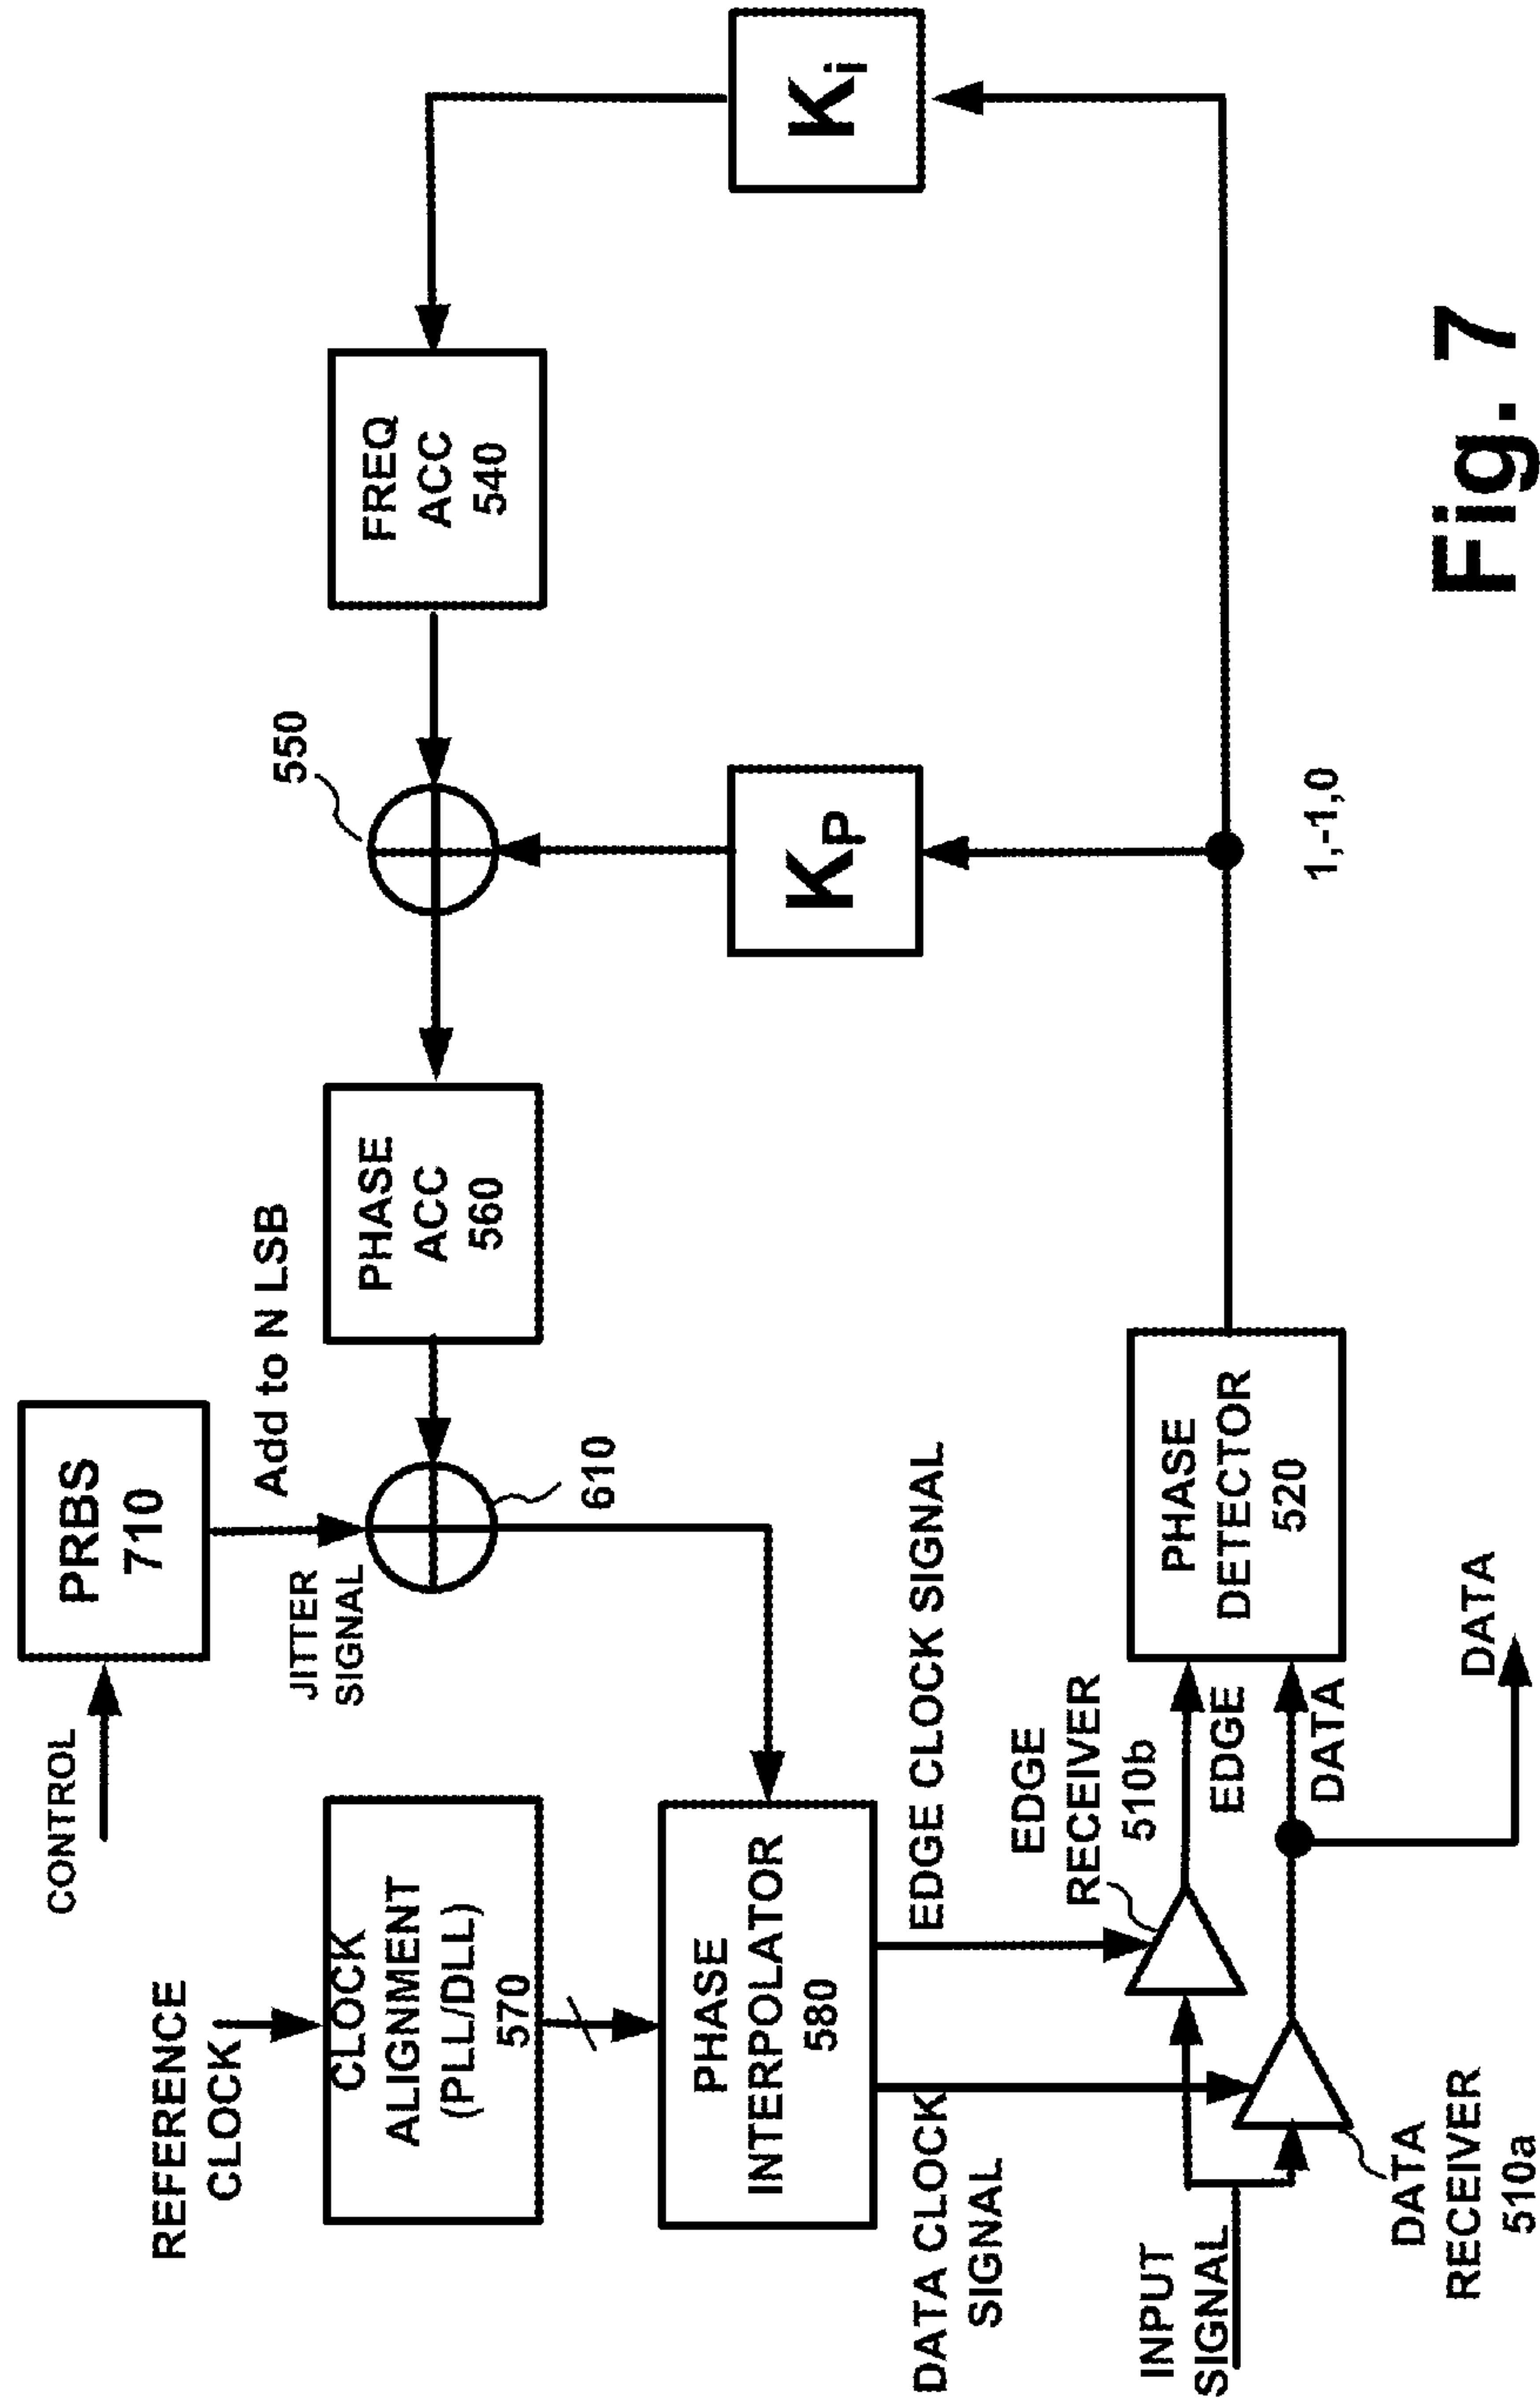 REFERENCE
CLOCK
CONTROL
PRBS
710
JITTER
SIGNAL
Add to N LSB
CLOCK
ALIGNMENT
(PLL/DLL)
570
610
PHASE
ACC
560
550
FREQ
ACC
540
PHASE
INTERPOLATOR
580
KP
Ki
DATA CLOCK
SIGNAL
EDGE CLOCK SIGNAL
INPUT
SIGNAL
EDGE
RECEIVER
510b
EDGE
DATA
PHASE
DETECTOR
520
1,-1,0
DATA
RECEIVER
510a
DATA
Fig. 7